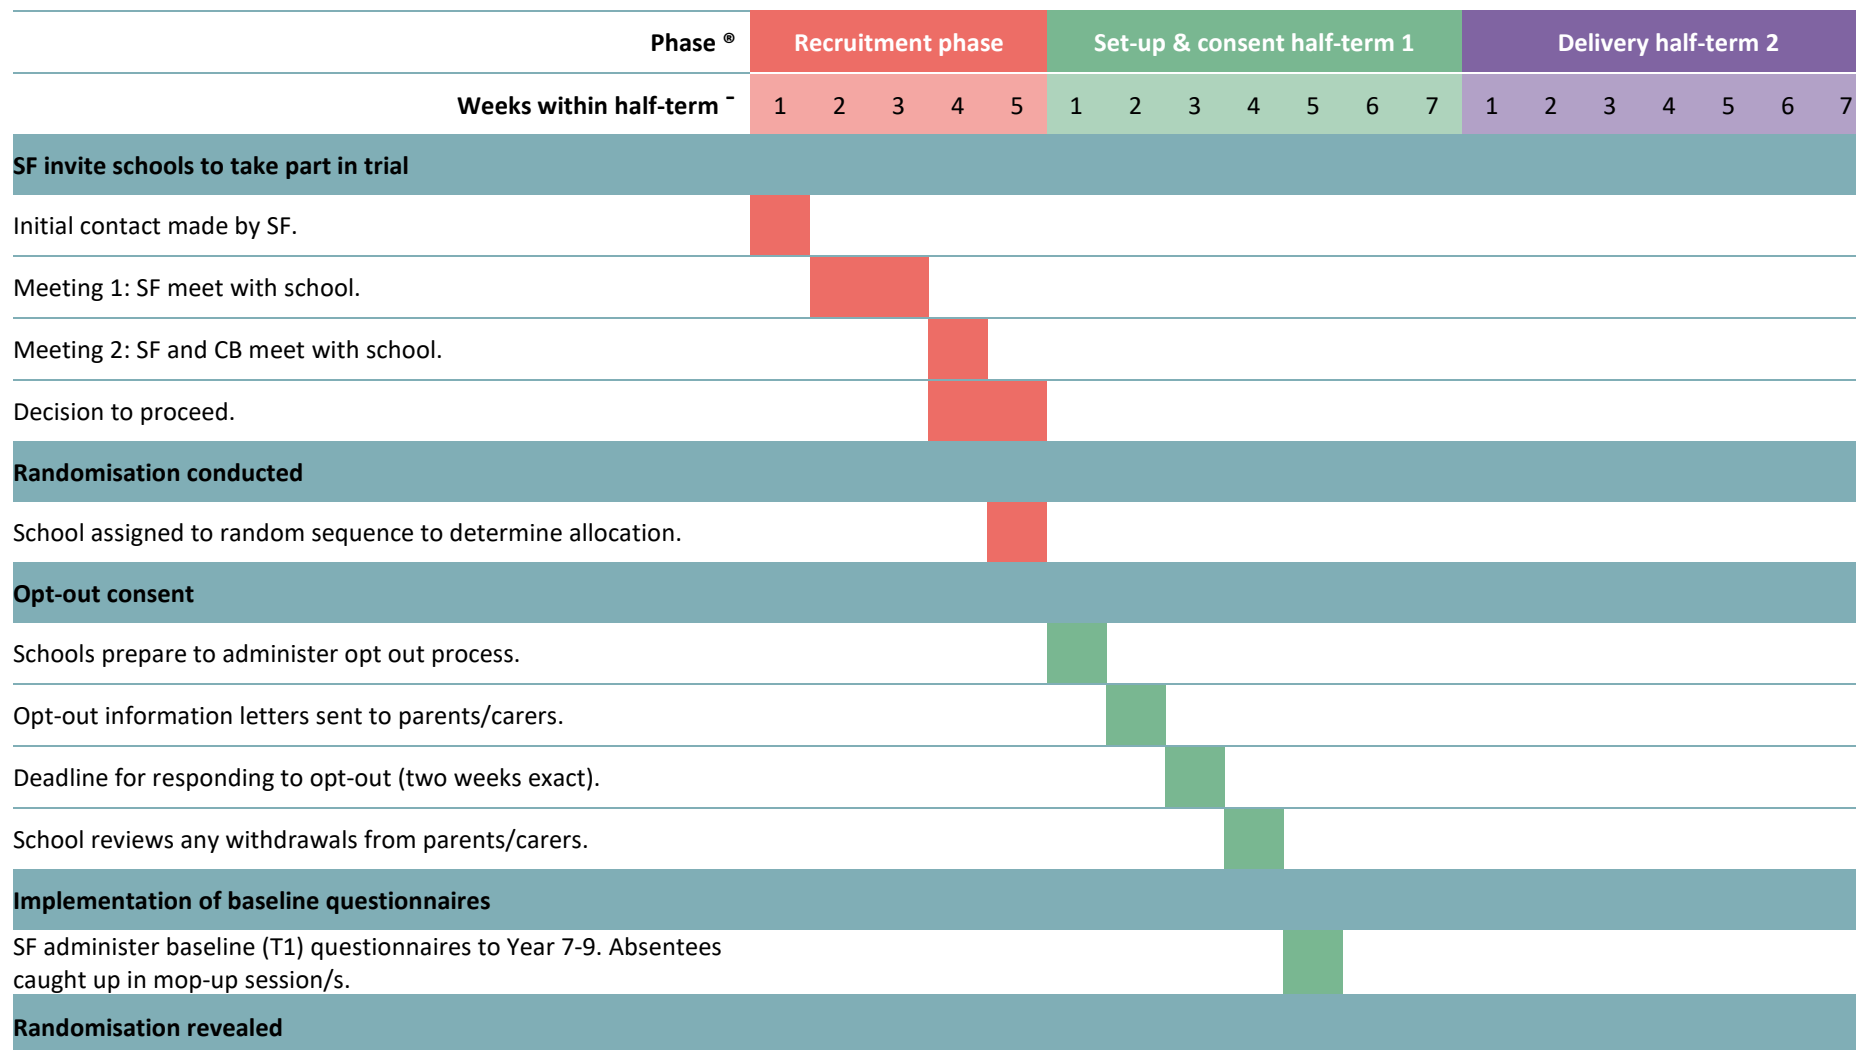 Phase ® Recruitment phase Set-up & consent half-term 1 Delivery half-term 2
Weeks within half-term - 1 2 3 4 5 1 2 3 4 5 6 7 1 2 3 4 5 6 7
SF invite schools to take part in trial
Initial contact made by SF.
Meeting 1: SF meet with school.
Meeting 2: SF and CB meet with school.
Decision to proceed.
Randomisation conducted
School assigned to random sequence to determine allocation.
Opt-out consent
Schools prepare to administer opt out process.
Opt-out information letters sent to parents/carers.
Deadline for responding to opt-out (two weeks exact).
School reviews any withdrawals from parents/carers.
Implementation of baseline questionnaires
SF administer baseline (T1) questionnaires to Year 7-9. Absentees
caught up in mop-up session/s.
Randomisation revealed